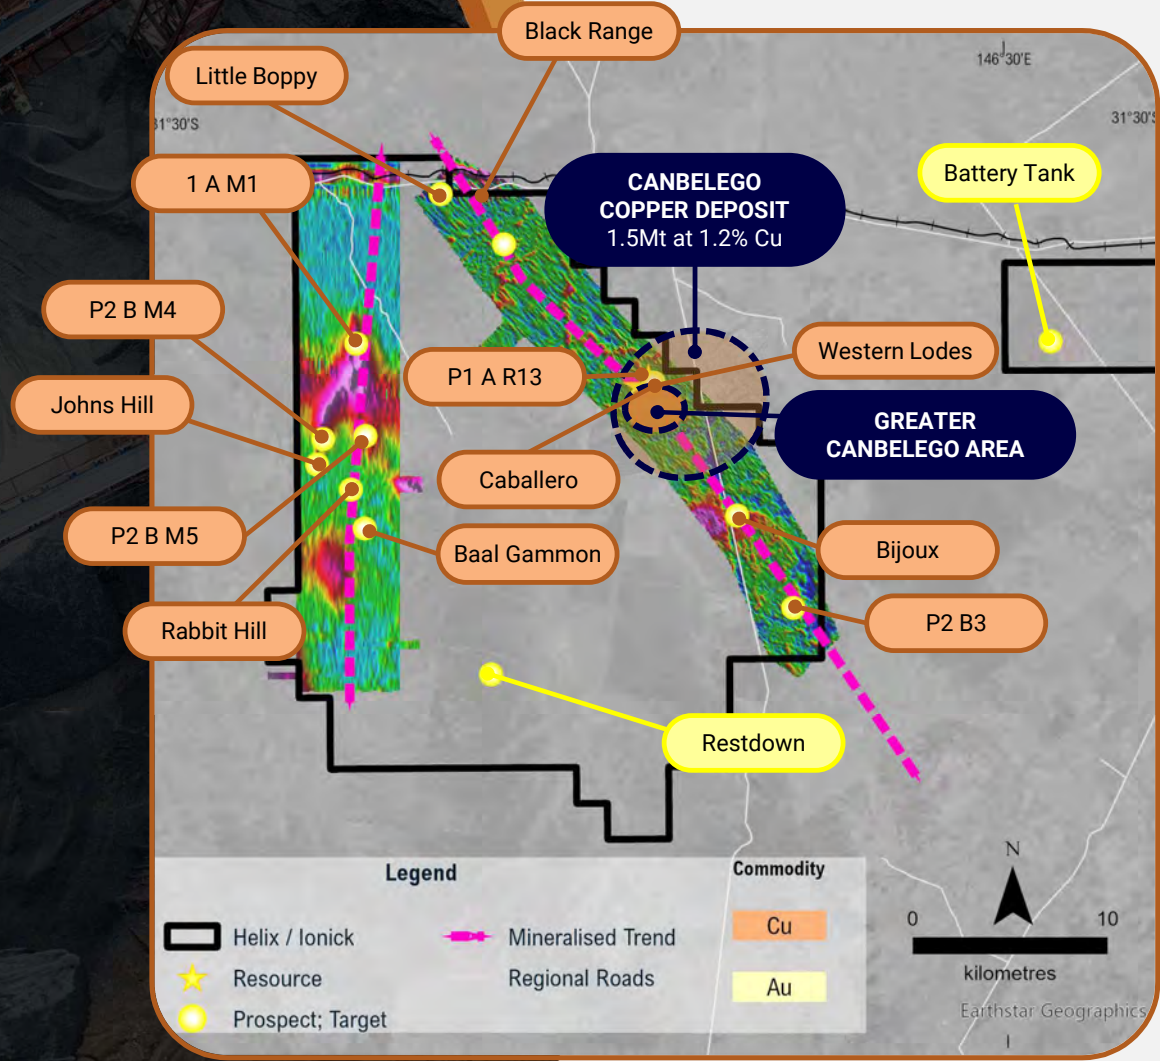 Black Range
Little Boppy
146°30'E
31°30'S
31°30'S
1 A M1
CANBELEGO
COPPER DEPOSIT
1.5Mt at 1.2% Cu
Battery Tank
P2 B M4
P1 A R13
Western Lodes
Johns Hill
GREATER
CANBELEGO AREA
Caballero
P2 B M5
Baal Gammon
Bijoux
Rabbit Hill
P2 B3
Restdown
Legend
Commodity
Helix / Ionick
Mineralised Trend
Cu
Resource
Regional Roads
Au
Prospect; Target
N
0
10
kilometres
Earthstar Geographics